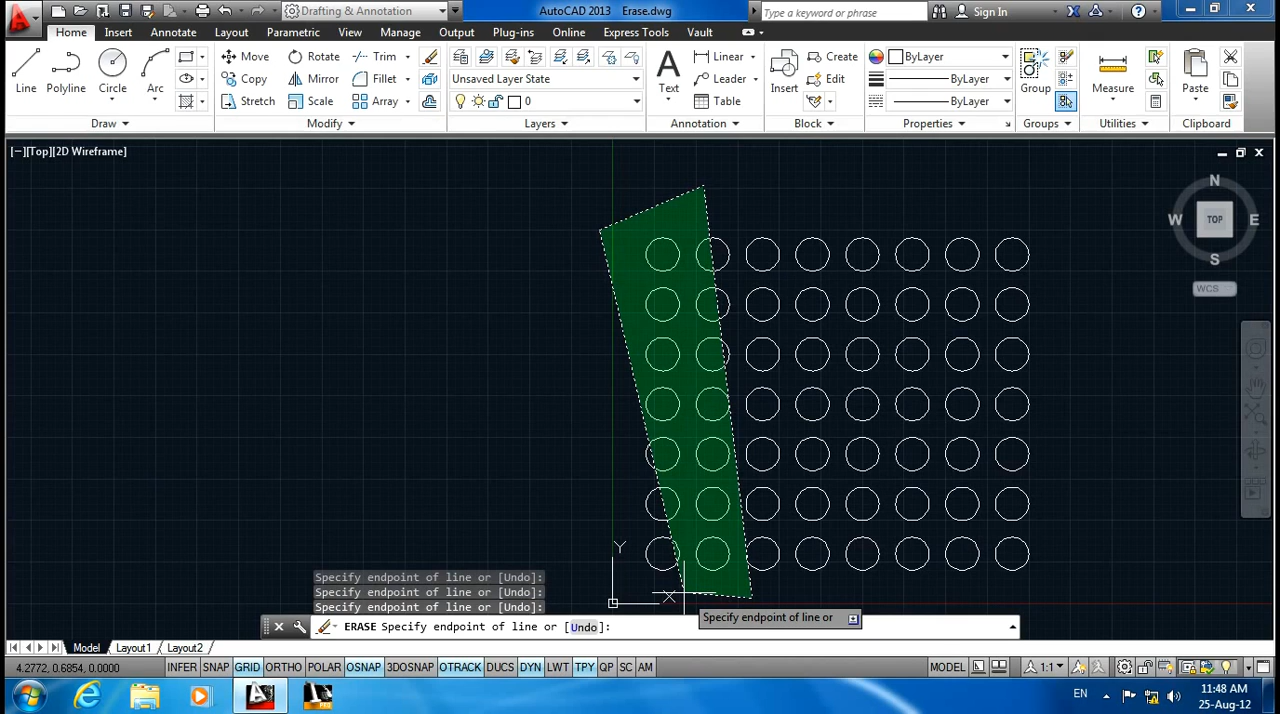 Drafting & Annotation
AutoCAD 2013 Erase.dwg
Type a keyword or phrase
Sign In
Home Insert Annotate Layout Parametric View Manage Output Plug-ins Online Express Tools Vault
Line Polyline Circle Arc
Move Rotate Trim
Copy Mirror Fillet
Stretch Scale Array
Unsaved Layer State
0
Text
Linear
Leader
Table
Insert
Create
Edit
ByLayer
ByLayer
ByLayer
Group
Measure
Paste
Draw Modify Layers Annotation Block Properties Groups Utilities Clipboard
[−][Top][2D Wireframe]
N
W TOP E
S
WCS
Y
X
Specify endpoint of line or [Undo]:
Specify endpoint of line or [Undo]:
Specify endpoint of line or [Undo]:
Specify endpoint of line or
ERASE Specify endpoint of line or [Undo]:
Model Layout1 Layout2
4.2772, 0.6854, 0.0000 INFER SNAP GRID ORTHO POLAR OSNAP 3DOSNAP OTRACK DUCS DYN LWT TPY QP SC AM MODEL 1:1
EN
11:48 AM
25-Aug-12